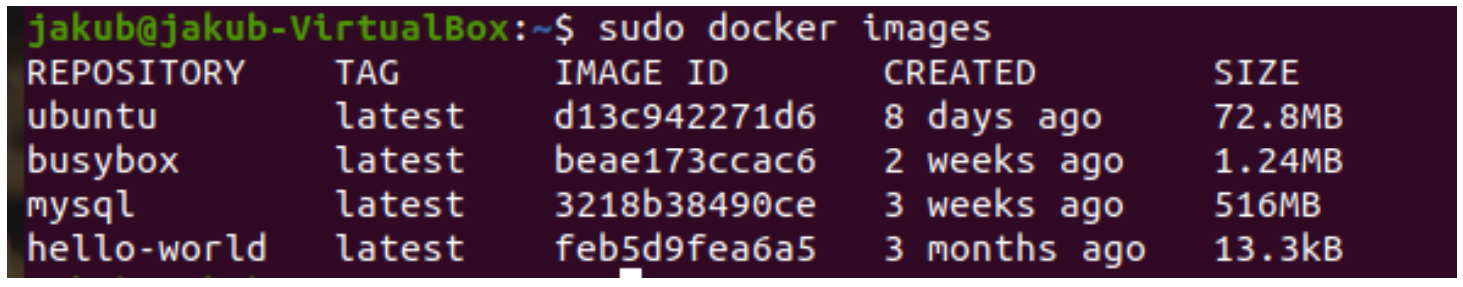 jakub@jakub-VirtualBox:~$ sudo docker images
REPOSITORY TAG IMAGE ID CREATED SIZE
ubuntu latest d13c942271d6 8 days ago 72.8MB
busybox latest beae173ccac6 2 weeks ago 1.24MB
mysql latest 3218b38490ce 3 weeks ago 516MB
hello-world latest feb5d9fea6a5 3 months ago 13.3kB